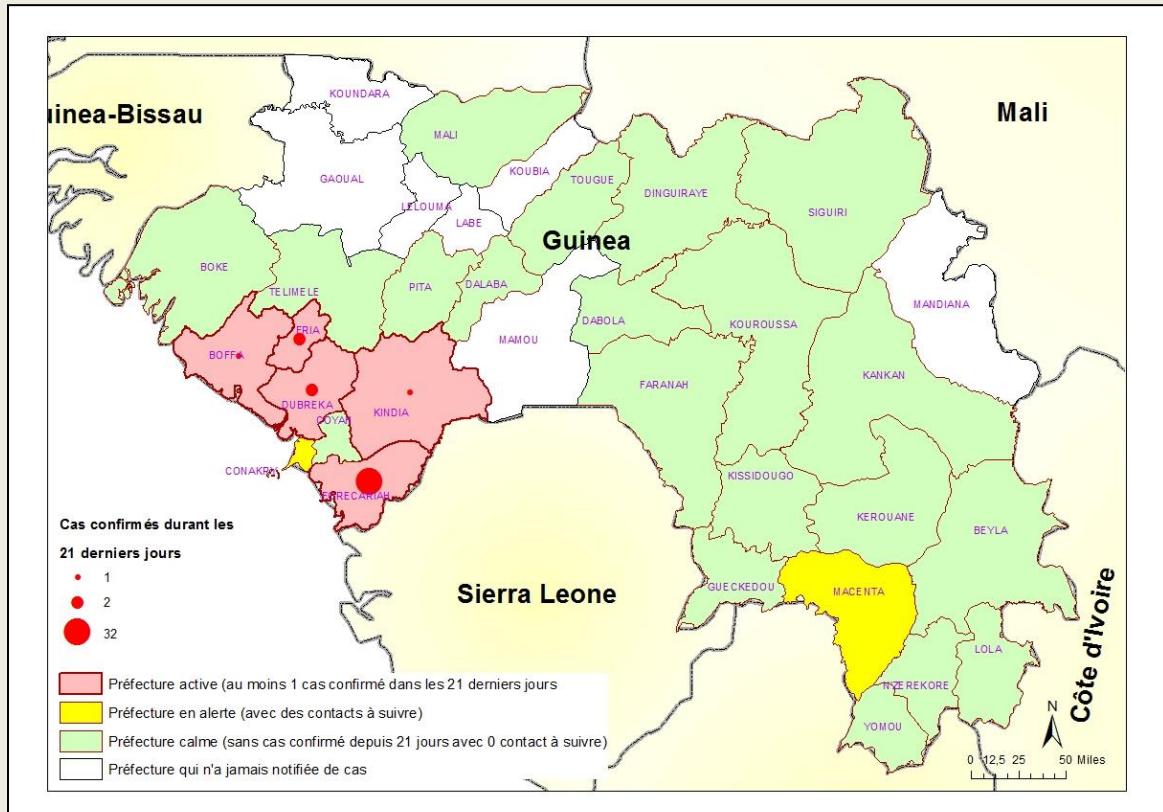 KOUNDARA
uinea-Bissau
Mali
MALI
KOUBIA
GAOUAL
TOUGUE
DINGUIRAYE
LELOUMA
LABE
SIGUIRI
Guinea
BOKE
TELIMELE
PITA
DALABA
MANDIANA
DABOLA
KOUROUSSA
FRIA
MAMOU
BOFFA
KANKAN
FARANAH
DUBREKA
KINDIA
COYAH
CONAKRY
KISSIDOUGO
FORECARIAH
KEROUANE
BEYLA
Cas confirmés durant les
21 derniers jours
1
2
32
Sierra Leone
GUECKEDOU
MACENTA
Côte d'Ivoire
LOLA
N'ZEREKORE
YOMOU
Préfecture active (au moins 1 cas confirmé dans les 21 derniers jours
Préfecture en alerte (avec des contacts à suivre)
Préfecture calme (sans cas confirmé depuis 21 jours avec 0 contact à suivre)
Préfecture qui n'a jamais notifiée de cas
N
0 12,5 25 50 Miles